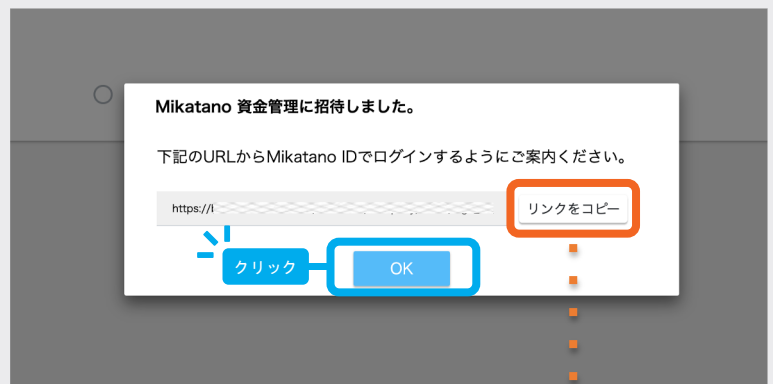 Mikatano 資金管理に招待しました。
下記のURLからMikatano IDでログインするようにご案内ください。
https://
リンクをコピー
クリック
OK